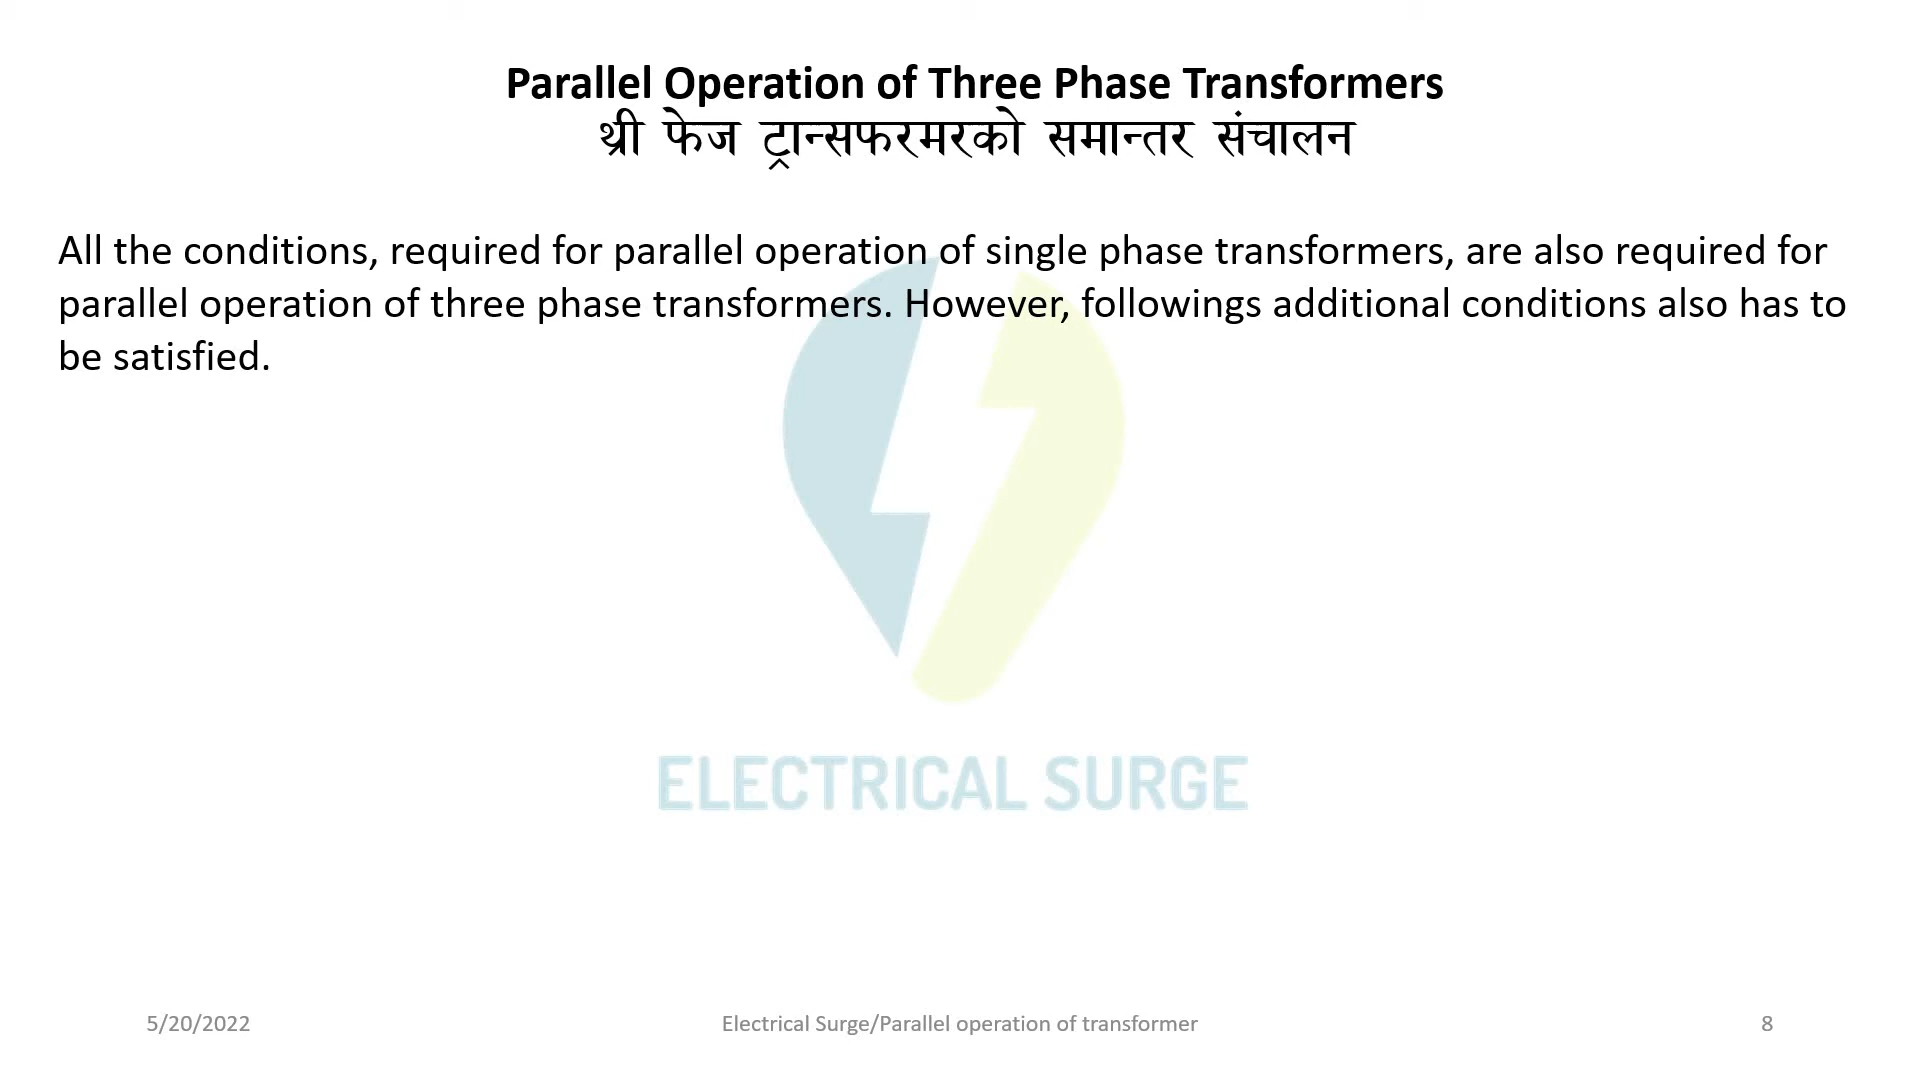 Parallel Operation of Three Phase Transformers
थ्री फेज ट्रान्सफरमरको समान्तर संचालन
All the conditions, required for parallel operation of single phase transformers, are also required for
parallel operation of three phase transformers. However, followings additional conditions also has to
be satisfied.
ELECTRICAL SURGE
5/20/2022
Electrical Surge/Parallel operation of transformer
8